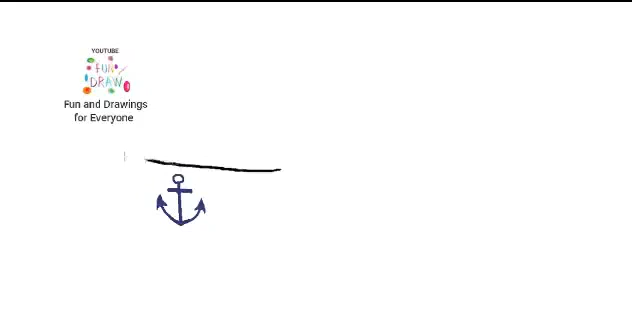 YOUTUBE
FUN
DRAW
Fun and Drawings
for Everyone